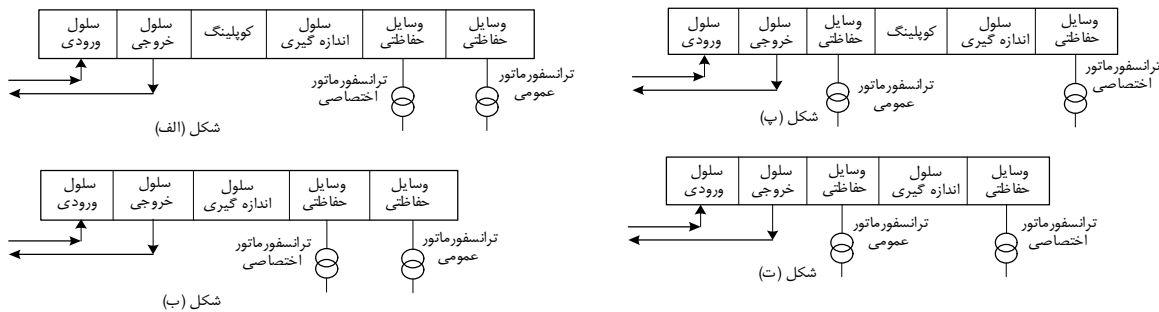 وسایل حفاظتی
سلول اندازه گیری
کوپلینگ
وسایل حفاظتی
سلول خروجی
سلول ورودی
ترانسفورماتور عمومی
ترانسفورماتور اختصاصی
شکل (پ)
سلول ورودی
سلول خروجی
کوپلینگ
سلول اندازه گیری
وسایل حفاظتی
وسایل حفاظتی
ترانسفورماتور اختصاصی
ترانسفورماتور عمومی
شکل (الف)
سلول ورودی
سلول خروجی
وسایل حفاظتی
سلول اندازه گیری
وسایل حفاظتی
ترانسفورماتور عمومی
ترانسفورماتور اختصاصی
شکل (ت)
سلول ورودی
سلول خروجی
سلول اندازه گیری
وسایل حفاظتی
وسایل حفاظتی
ترانسفورماتور اختصاصی
ترانسفورماتور عمومی
شکل (ب)